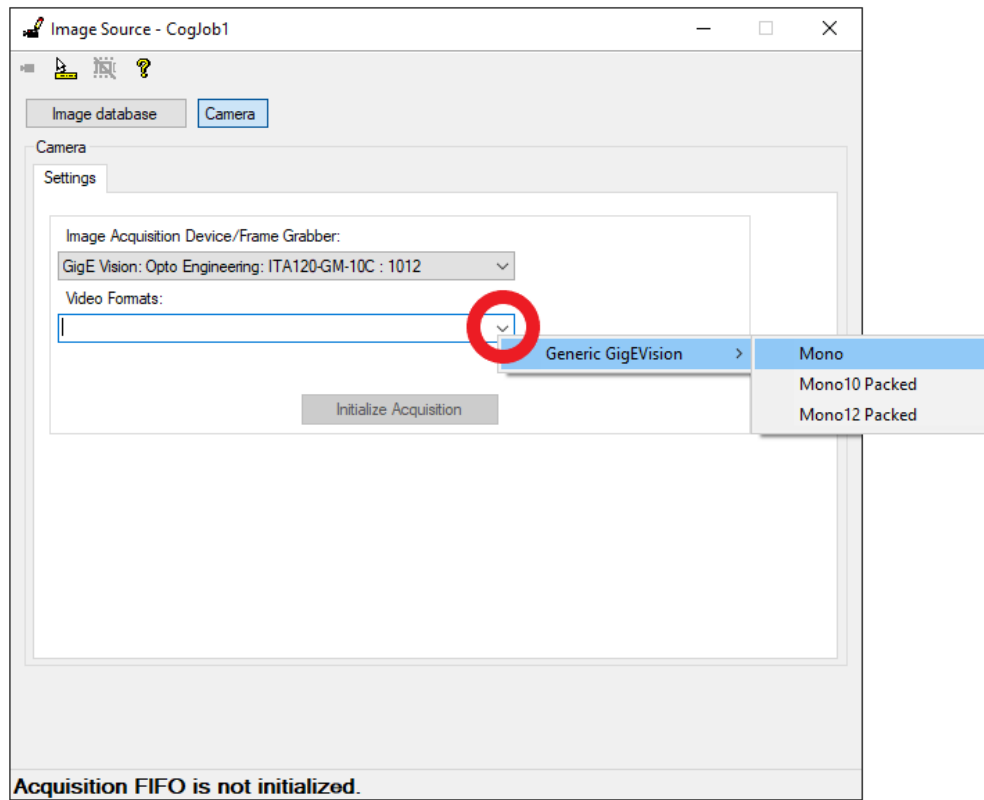 Image Source - CogJob1
Image database
Camera
Camera
Settings
Image Acquisition Device/Frame Grabber:
GigE Vision: Opto Engineering: ITA120-GM-10C : 1012
Video Formats:
Generic GigEVision
Mono
Mono10 Packed
Mono12 Packed
Initialize Acquisition
Acquisition FIFO is not initialized.